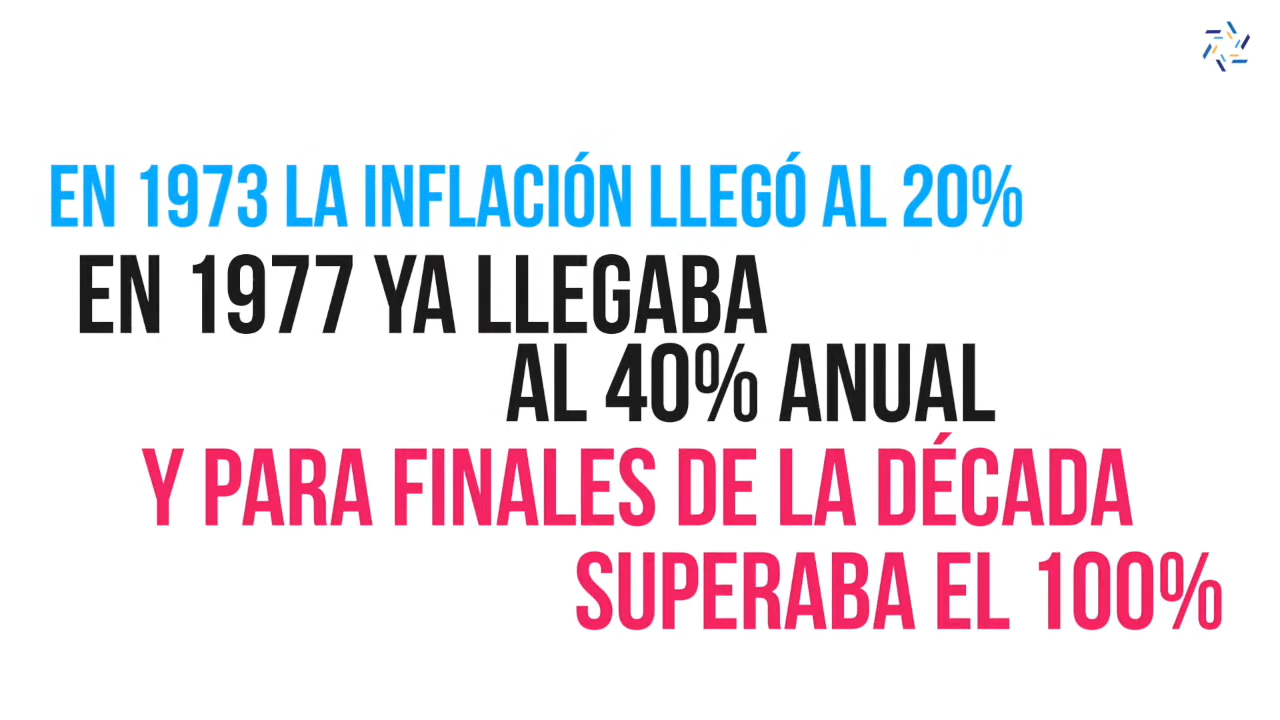 EN 1973 LA INFLACIÓN LLEGÓ AL 20%
EN 1977 YA LLEGABA
AL 40% ANUAL
Y PARA FINALES DE LA DÉCADA
SUPERABA EL 100%